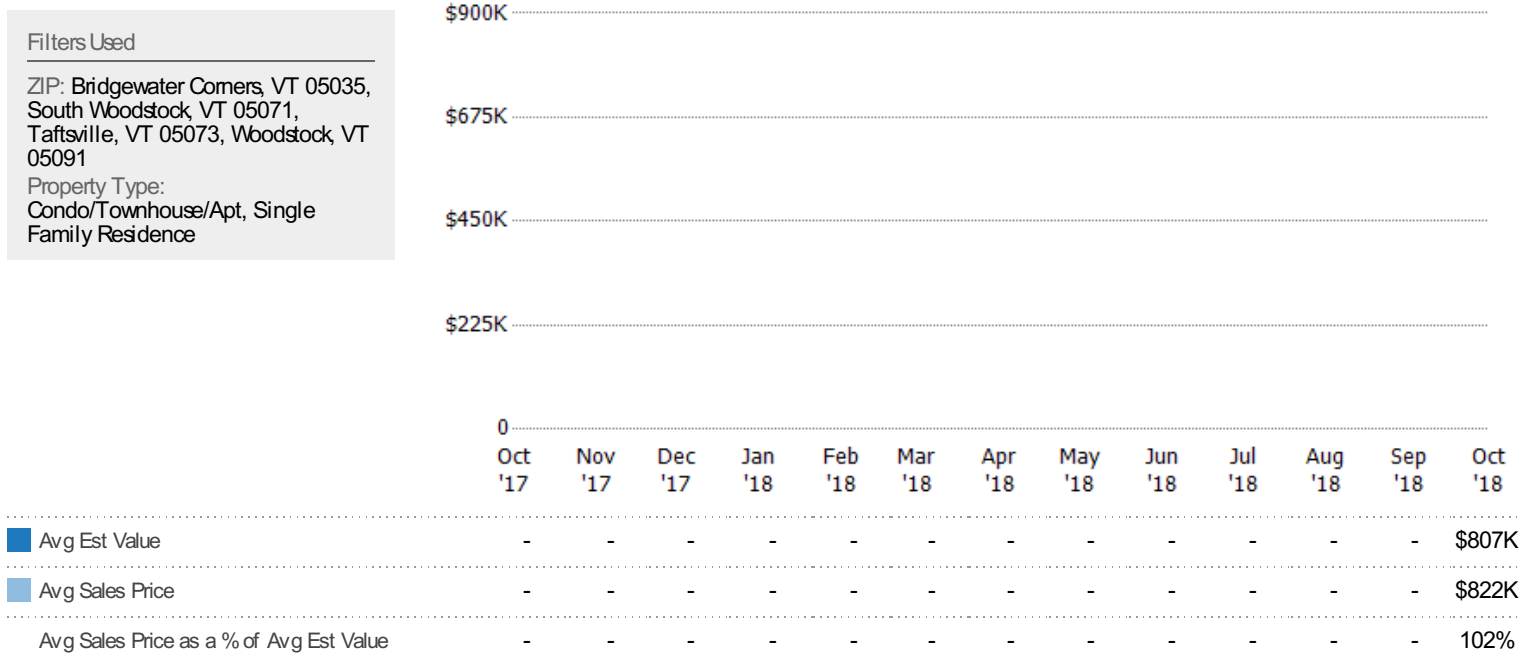 Filters Used
ZIP: Bridgewater Corners, VT 05035,
South Woodstock, VT 05071,
Taftsville, VT 05073, Woodstock, VT
05091
Property Type:
Condo/Townhouse/Apt, Single
Family Residence
$900K
$675K
$450K
$225K
0
Oct Nov Dec Jan Feb Mar Apr May Jun Jul Aug Sep Oct
'17 '17 '17 '18 '18 '18 '18 '18 '18 '18 '18 '18 '18
Avg Est Value - - - - - - - - - - - - $807K
Avg Sales Price - - - - - - - - - - - - $822K
Avg Sales Price as a % of Avg Est Value - - - - - - - - - - - - 102%